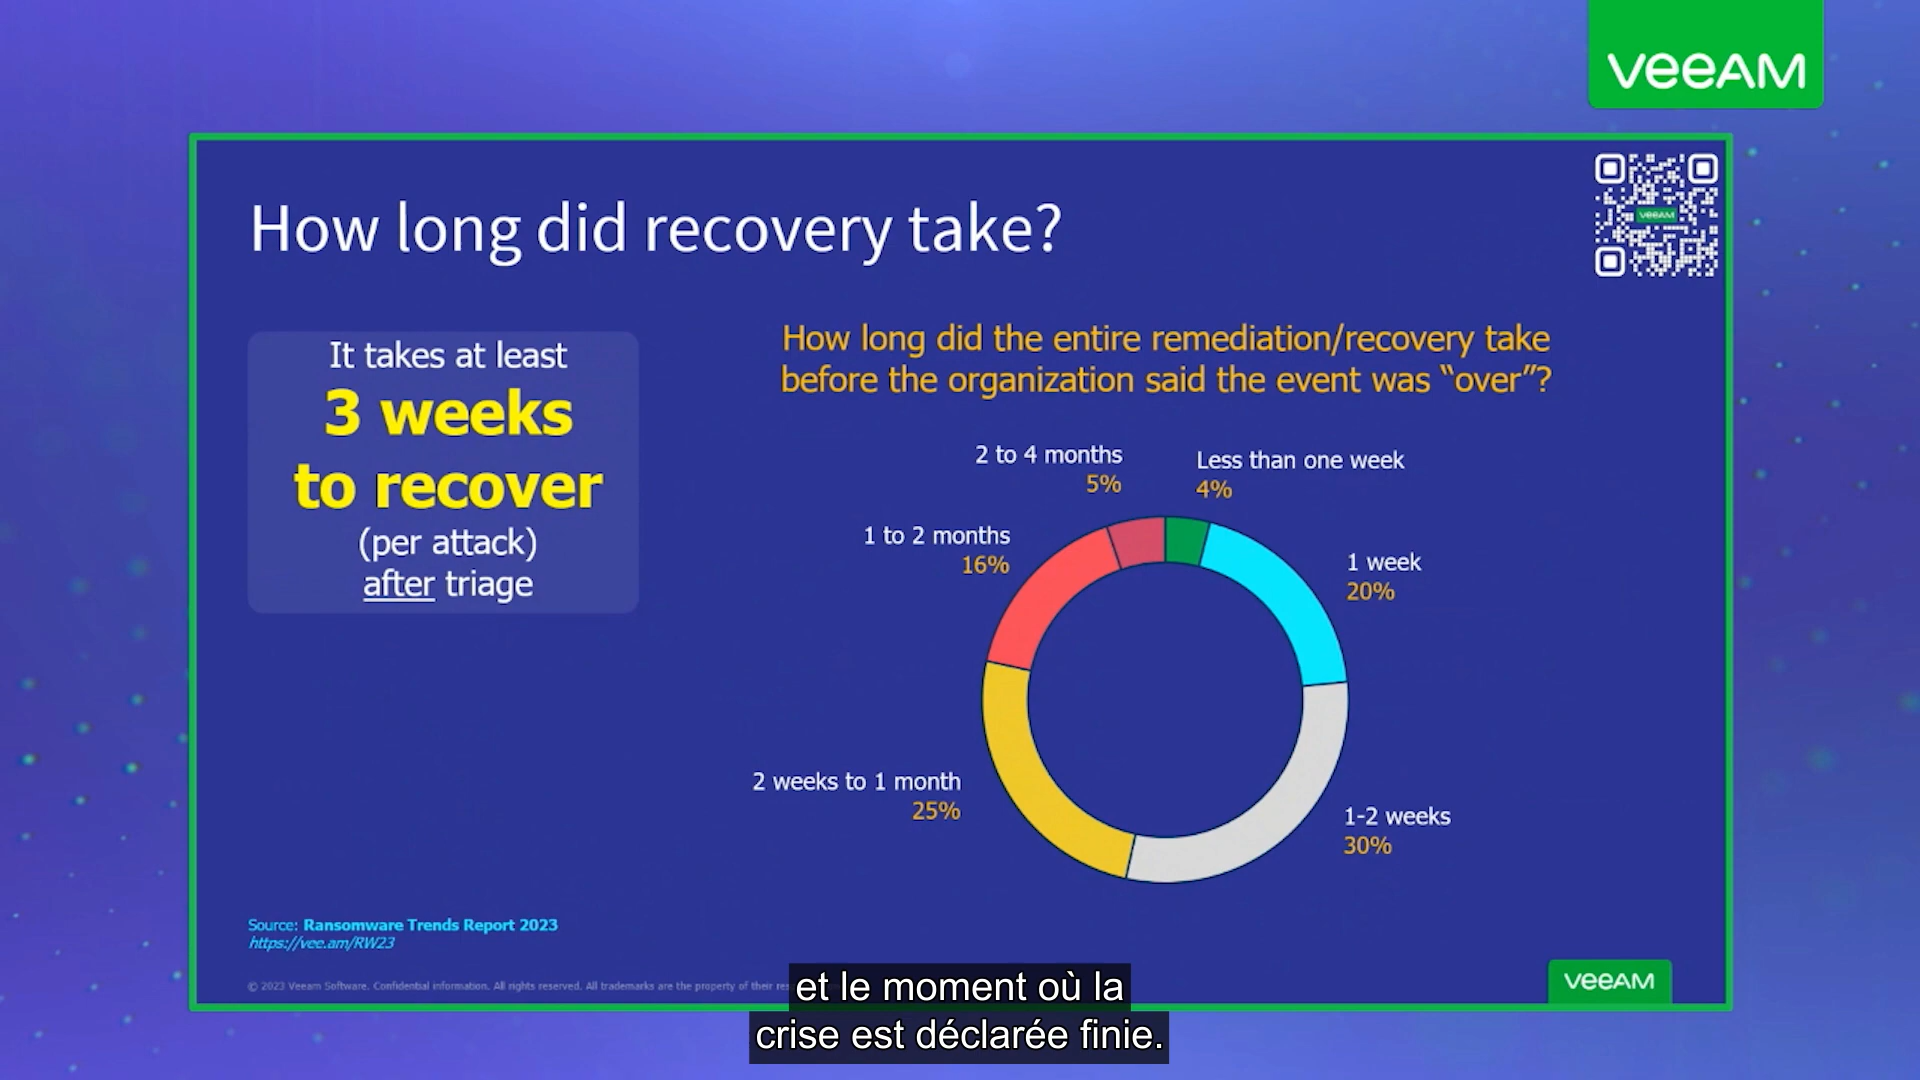 veeAM
How long did recovery take?
It takes at least
3 weeks
to recover
(per attack)
after triage
How long did the entire remediation/recovery take
before the organization said the event was “over”?
2 to 4 months
5%
Less than one week
4%
1 to 2 months
16%
1 week
20%
2 weeks to 1 month
25%
1-2 weeks
30%
Source: Ransomware Trends Report 2023
https://vee.am/RW23
© 2023 Veeam Software. Confidential information. All rights reserved. All trademarks are the property of their
veeAM
veeAM
et le moment où la
crise est déclarée finie.